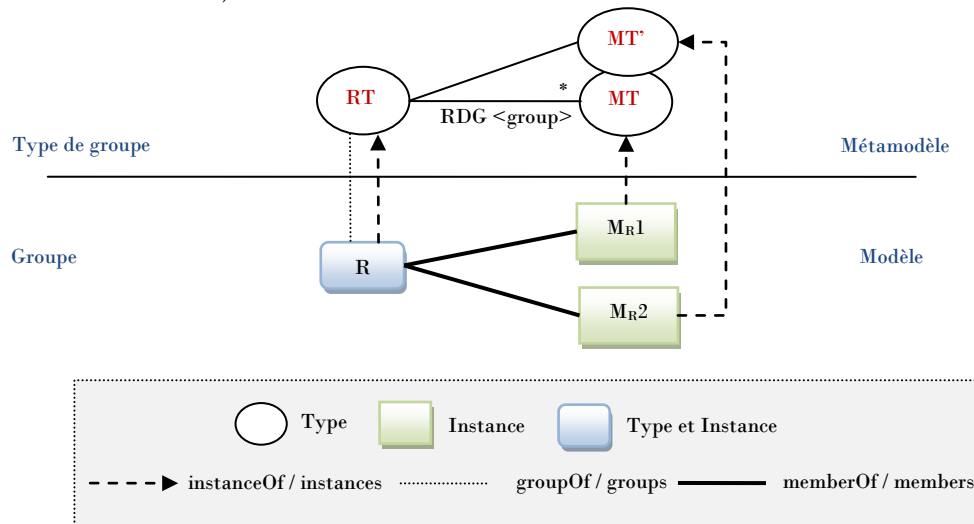 MT'
RT
*
MT
RDG <group>
Type de groupe
Métamodèle
MR1
Groupe
R
Modèle
MR2
Type
Instance
Type et Instance
instanceOf / instances
groupOf / groups
memberOf / members